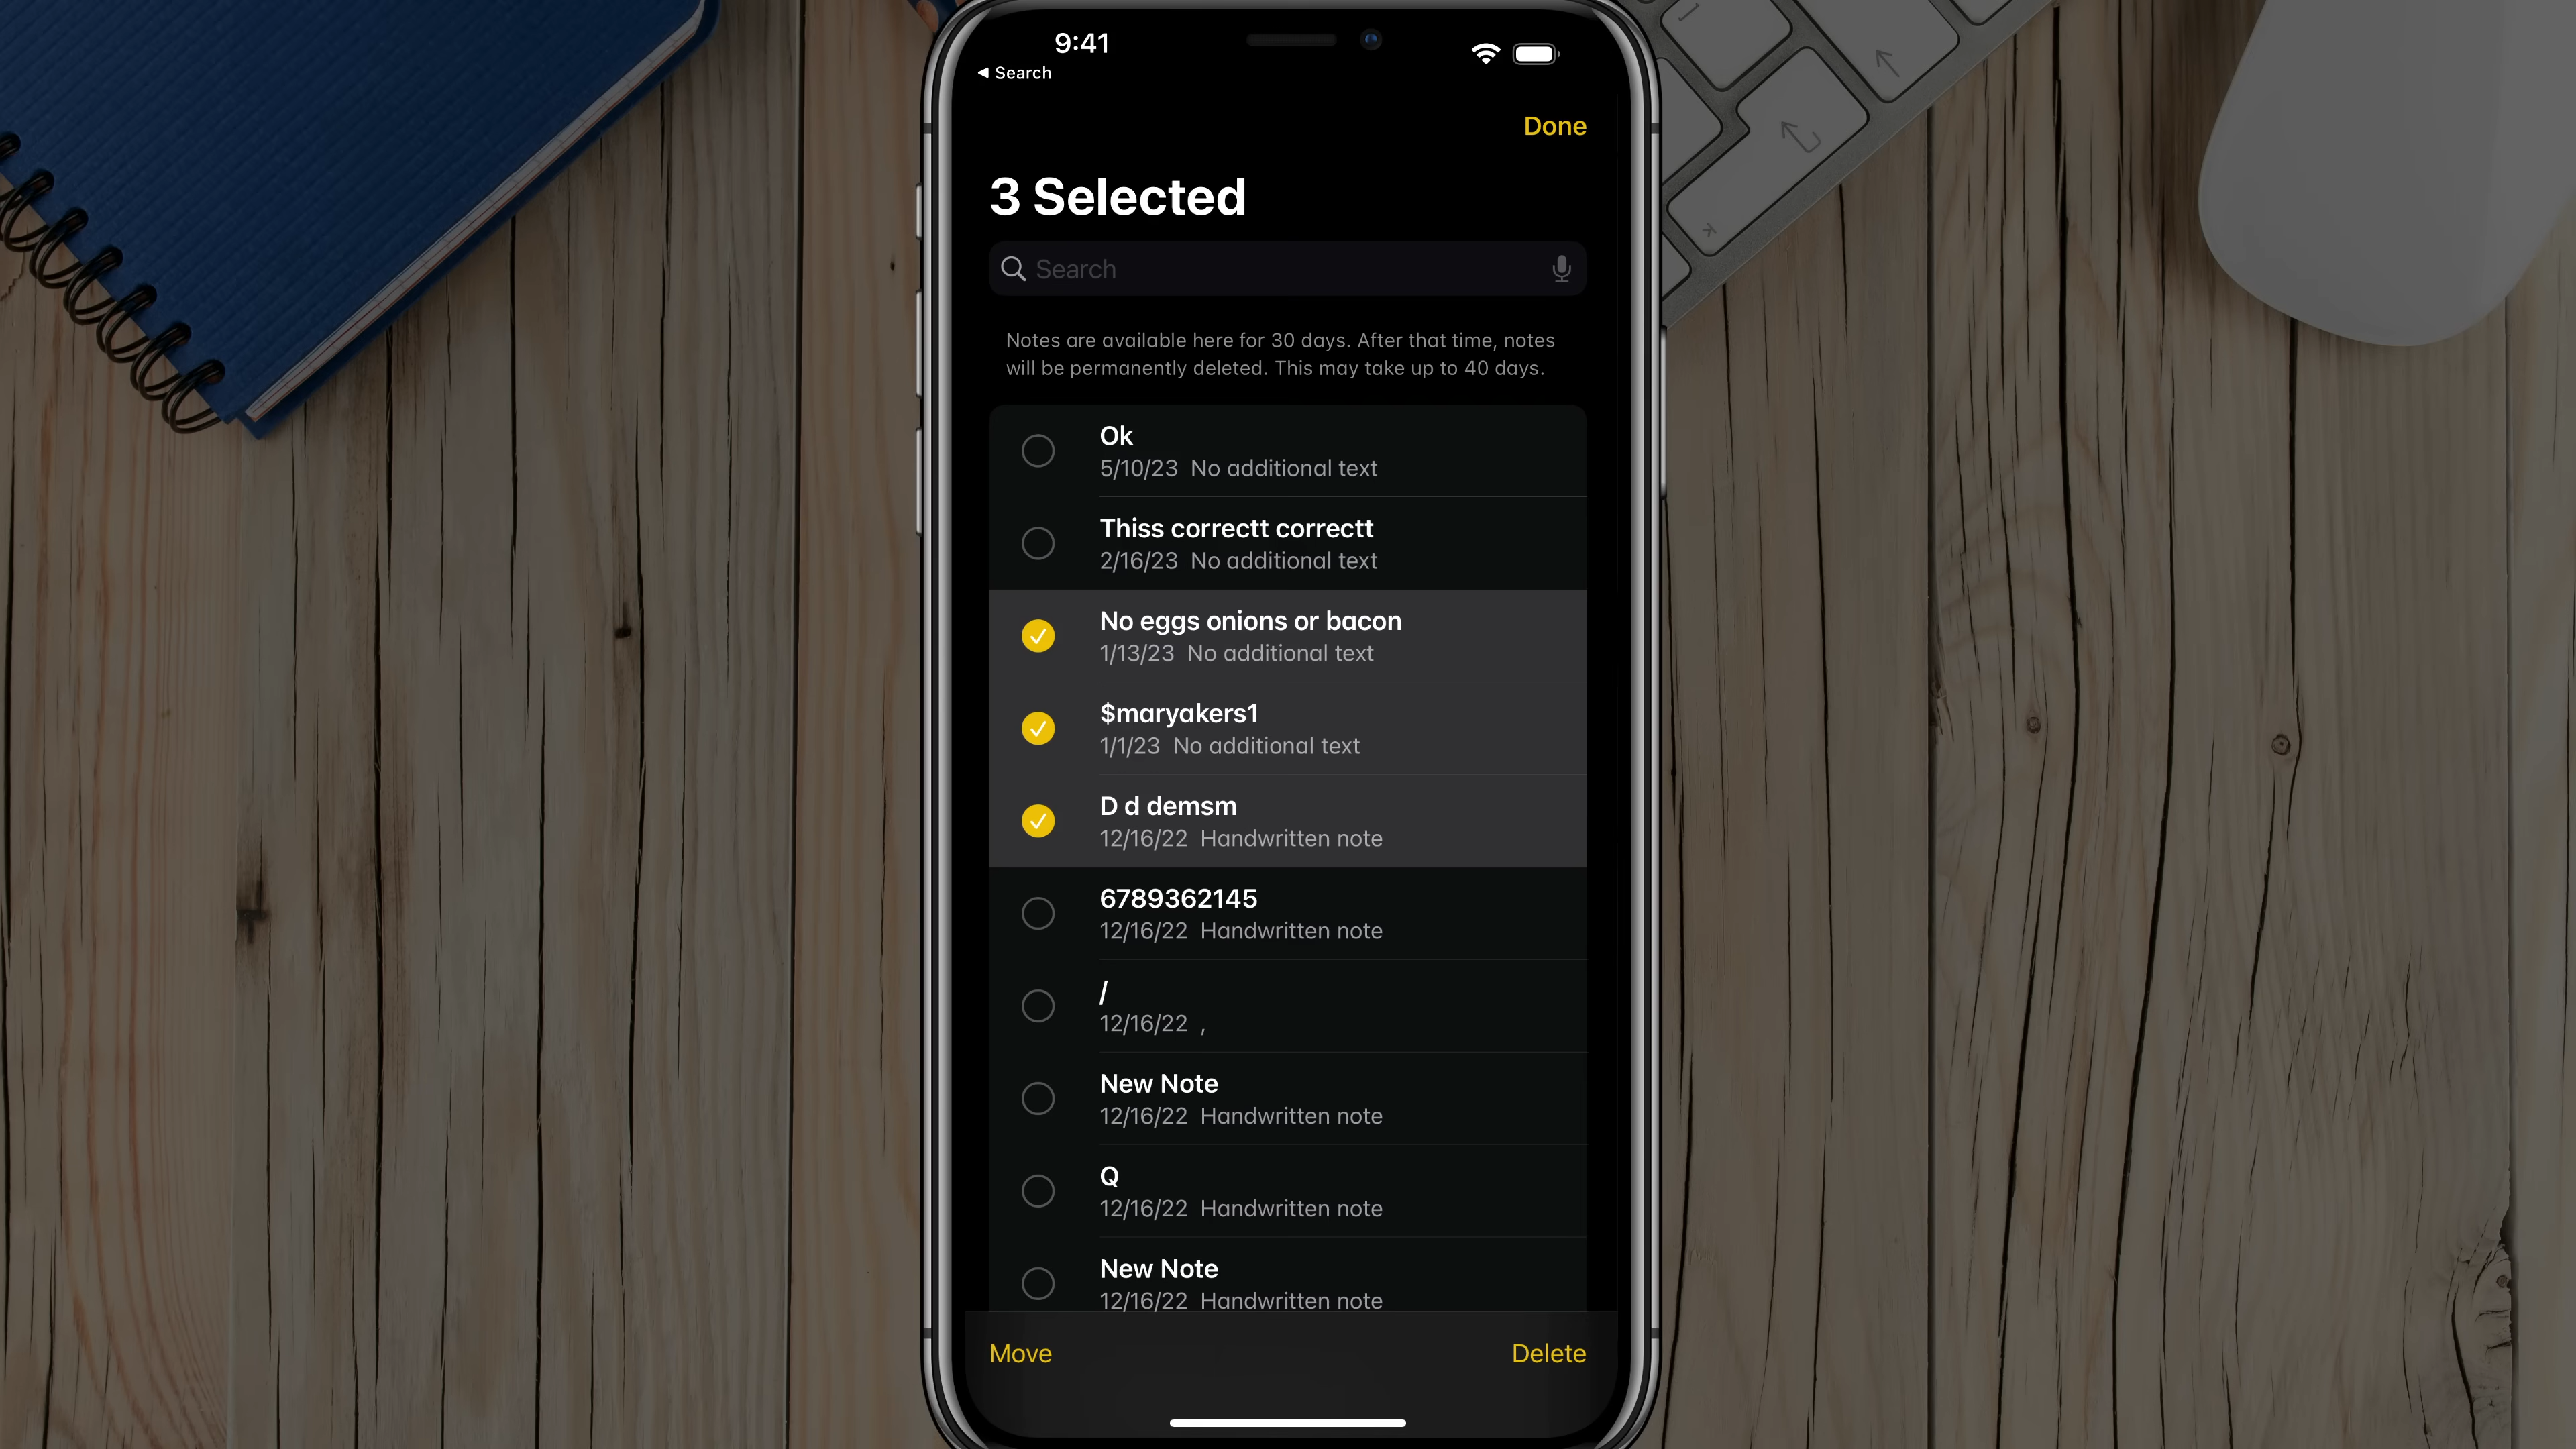 9:41
◀ Search
Done
3 Selected
Search
Notes are available here for 30 days. After that time, notes
will be permanently deleted. This may take up to 40 days.
Ok
5/10/23 No additional text
Thiss correctt correctt
2/16/23 No additional text
No eggs onions or bacon
1/13/23 No additional text
$maryakers1
1/1/23 No additional text
D d demsm
12/16/22 Handwritten note
6789362145
12/16/22 Handwritten note
/
12/16/22 ,
New Note
12/16/22 Handwritten note
Q
12/16/22 Handwritten note
New Note
12/16/22 Handwritten note
Move
Delete